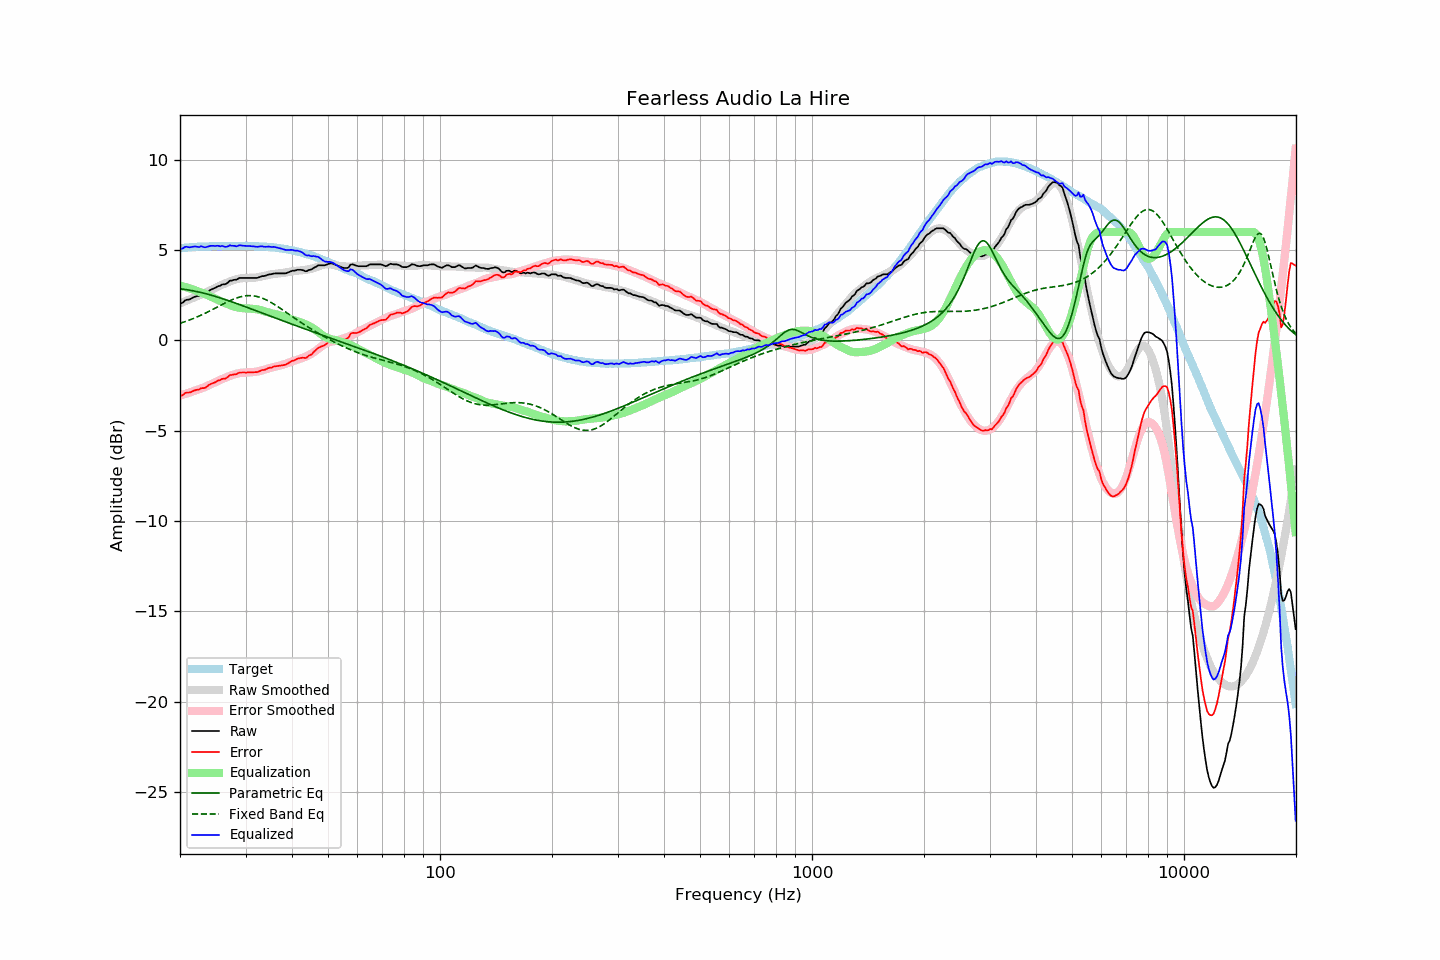 Fearless Audio La Hire
10
5
0
−5
−10
−15
−20
−25
Amplitude (dBr)
Target
Raw Smoothed
Error Smoothed
Raw
Error
Equalization
Parametric Eq
Fixed Band Eq
Equalized
100
1000
10000
Frequency (Hz)